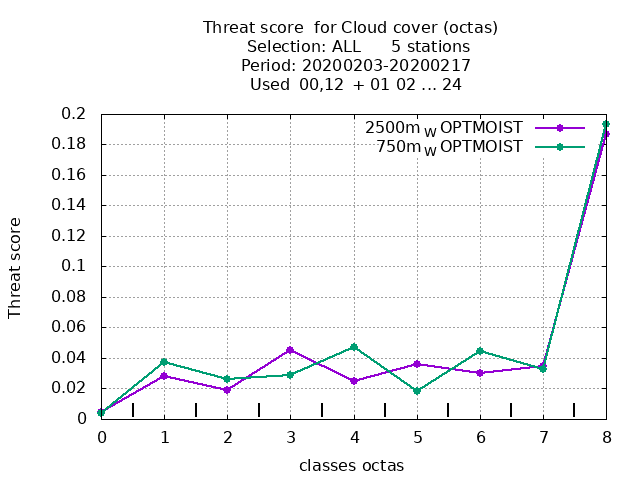 Threat score  for Cloud cover (octas)
Selection: ALL      5 stations
Period: 20200203-20200217
Used  00,12  + 01 02 ... 24
2500m W OPTMOIST
750m W OPTMOIST
0.2
0.18
0.16
0.14
0.12
0.1
0.08
0.06
0.04
0.02
0
Threat score
0 1 2 3 4 5 6 7 8
classes octas